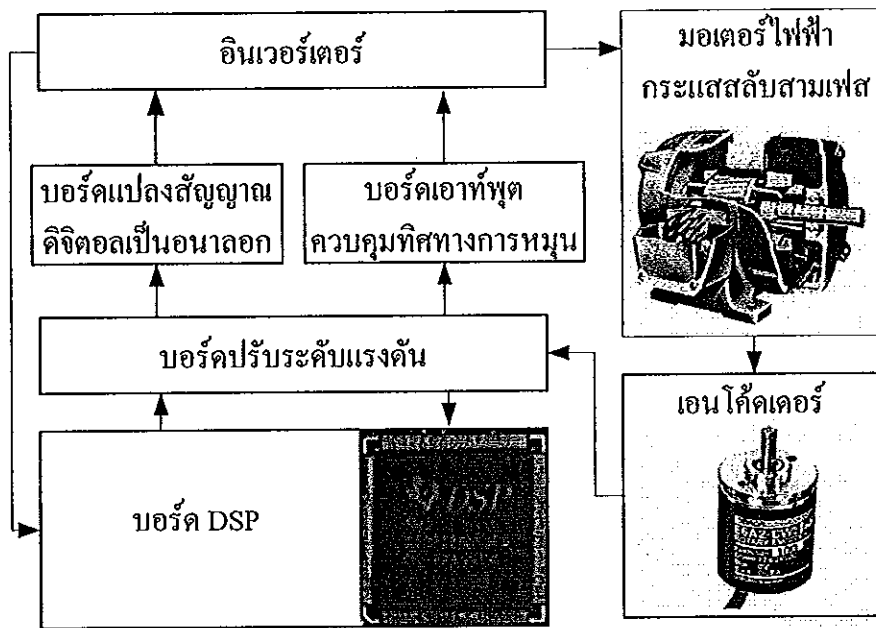 อินเวอร์เตอร์
มอเตอร์ไฟฟ้า
กระแสสลับสามเฟส
บอร์ดแปลงสัญญาณ
ดิจิตอลเป็นอนาลอก
บอร์ดเอาท์พุต
ควบคุมทิศทางการหมุน
บอร์ดปรับระดับแรงดัน
เอนโค้ดเดอร์
บอร์ด DSP
DSP